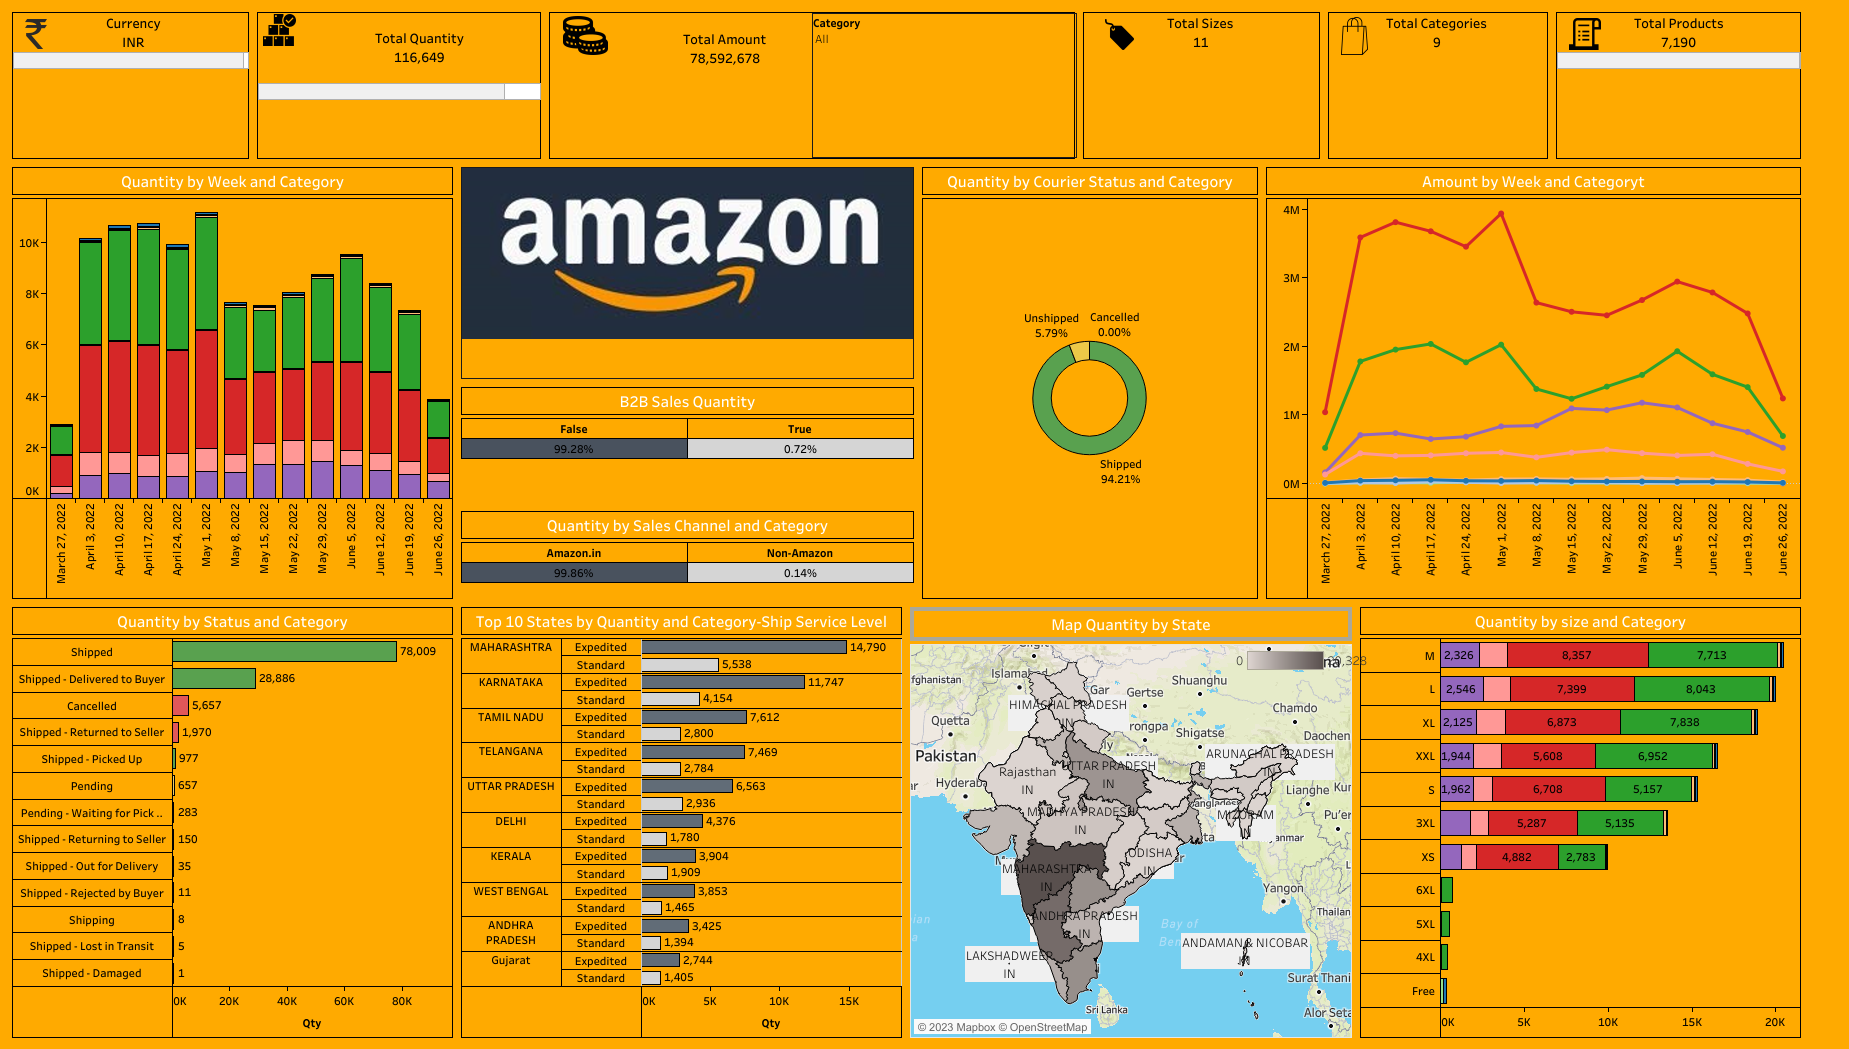 Currency
INR
Total Quantity
116,649
Total Amount
78,592,678
Category
All
Total Sizes
11
Total Categories
9
Total Products
7,190
Quantity by Week and Category
10K
8K
6K
4K
2K
0K
March 27, 2022
April 3, 2022
April 10, 2022
April 17, 2022
April 24, 2022
May 1, 2022
May 8, 2022
May 15, 2022
May 22, 2022
May 29, 2022
June 5, 2022
June 12, 2022
June 19, 2022
June 26, 2022
amazon
B2B Sales Quantity
False True
99.28% 0.72%
Quantity by Sales Channel and Category
Amazon.in Non-Amazon
99.86% 0.14%
Quantity by Courier Status and Category
Unshipped Cancelled
5.79% 0.00%
Shipped
94.21%
Amount by Week and Categoryt
4M
3M
2M
1M
0M
March 27, 2022
April 3, 2022
April 10, 2022
April 17, 2022
April 24, 2022
May 1, 2022
May 8, 2022
May 15, 2022
May 22, 2022
May 29, 2022
June 5, 2022
June 12, 2022
June 19, 2022
June 26, 2022
Quantity by Status and Category
Shipped 78,009
Shipped - Delivered to Buyer 28,886
Cancelled 5,657
Shipped - Returned to Seller 1,970
Shipped - Picked Up 977
Pending 657
Pending - Waiting for Pick .. 283
Shipped - Returning to Seller 150
Shipped - Out for Delivery 35
Shipped - Rejected by Buyer 11
Shipping 8
Shipped - Lost in Transit 5
Shipped - Damaged 1
0K 20K 40K 60K 80K
Qty
Top 10 States by Quantity and Category-Ship Service Level
MAHARASHTRA Expedited 14,790
Standard 5,538
KARNATAKA Expedited 11,747
Standard 4,154
TAMIL NADU Expedited 7,612
Standard 2,800
TELANGANA Expedited 7,469
Standard 2,784
UTTAR PRADESH Expedited 6,563
Standard 2,936
DELHI Expedited 4,376
Standard 1,780
KERALA Expedited 3,904
Standard 1,909
WEST BENGAL Expedited 3,853
Standard 1,465
ANDHRA PRADESH Expedited 3,425
Standard 1,394
Gujarat Expedited 2,744
Standard 1,405
0K 5K 10K 15K
Qty
Map Quantity by State
0 20,328
Islamabad
fghanistan
Gar
Gertse
Shuanghu
HIMACHAL PRADESH
IN
Chamdo
Quetta
rongpa
Shigatse
Daochen
Pakistan
ARUNACHAL PRADESH
IN
UTTAR PRADESH
IN
Rajasthan
IN
Hyderaba
Lianghe
Kur
MADHYA PRADESH
IN
MIZORAM
IN
Pu'er
anmar
ODISHA
IN
MAHARASHTRA
IN
Yangon
ANDHRA PRADESH
IN
Thailan
Bay of
Ben
ANDAMAN & NICOBAR
IN
LAKSHADWEEP
IN
Surat Thani
Sri Lanka
Alor Seta
© 2023 Mapbox © OpenStreetMap
Quantity by size and Category
M 2,326 8,357 7,713
L 2,546 7,399 8,043
XL 2,125 6,873 7,838
XXL 1,944 5,608 6,952
S 1,962 6,708 5,157
3XL 5,287 5,135
XS 4,882 2,783
6XL
5XL
4XL
Free
0K 5K 10K 15K 20K